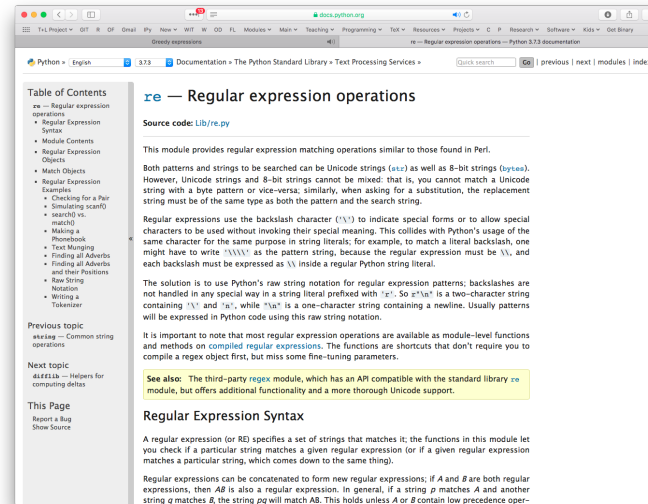 13
docs.python.org
T+L Project GIT R OF Gmail IPy New WIT W OD FL Modules Main Teaching Programming TeX Resources Projects C P Research Software Kids Get Binary
Greedy expressions
re — Regular expression operations — Python 3.7.3 documentation
Python » English 3.7.3 Documentation » The Python Standard Library » Text Processing Services » Quick search Go | previous | next | modules | index
Table of Contents
re — Regular expression
operations
Regular Expression
Syntax
Module Contents
Regular Expression
Objects
Match Objects
Regular Expression
Examples
Checking for a Pair
Simulating scanf()
search() vs.
match()
Making a
Phonebook
Text Munging
Finding all Adverbs
Finding all Adverbs
and their Positions
Raw String
Notation
Writing a
Tokenizer
Previous topic
string — Common string
operations
Next topic
difflib — Helpers for
computing deltas
This Page
Report a Bug
Show Source
«
re — Regular expression operations
Source code: Lib/re.py
This module provides regular expression matching operations similar to those found in Perl.
Both patterns and strings to be searched can be Unicode strings (str) as well as 8-bit strings (bytes).
However, Unicode strings and 8-bit strings cannot be mixed: that is, you cannot match a Unicode
string with a byte pattern or vice-versa; similarly, when asking for a substitution, the replacement
string must be of the same type as both the pattern and the search string.
Regular expressions use the backslash character ('\') to indicate special forms or to allow special
characters to be used without invoking their special meaning. This collides with Python's usage of the
same character for the same purpose in string literals; for example, to match a literal backslash, one
might have to write '\\\\' as the pattern string, because the regular expression must be \\, and
each backslash must be expressed as \\ inside a regular Python string literal.
The solution is to use Python's raw string notation for regular expression patterns; backslashes are
not handled in any special way in a string literal prefixed with 'r'. So r"\n" is a two-character string
containing '\' and 'n', while "\n" is a one-character string containing a newline. Usually patterns
will be expressed in Python code using this raw string notation.
It is important to note that most regular expression operations are available as module-level functions
and methods on compiled regular expressions. The functions are shortcuts that don't require you to
compile a regex object first, but miss some fine-tuning parameters.
See also: The third-party regex module, which has an API compatible with the standard library re
module, but offers additional functionality and a more thorough Unicode support.
Regular Expression Syntax
A regular expression (or RE) specifies a set of strings that matches it; the functions in this module let
you check if a particular string matches a given regular expression (or if a given regular expression
matches a particular string, which comes down to the same thing).
Regular expressions can be concatenated to form new regular expressions; if A and B are both regular
expressions, then AB is also a regular expression. In general, if a string p matches A and another
string q matches B, the string pq will match AB. This holds unless A or B contain low precedence oper-